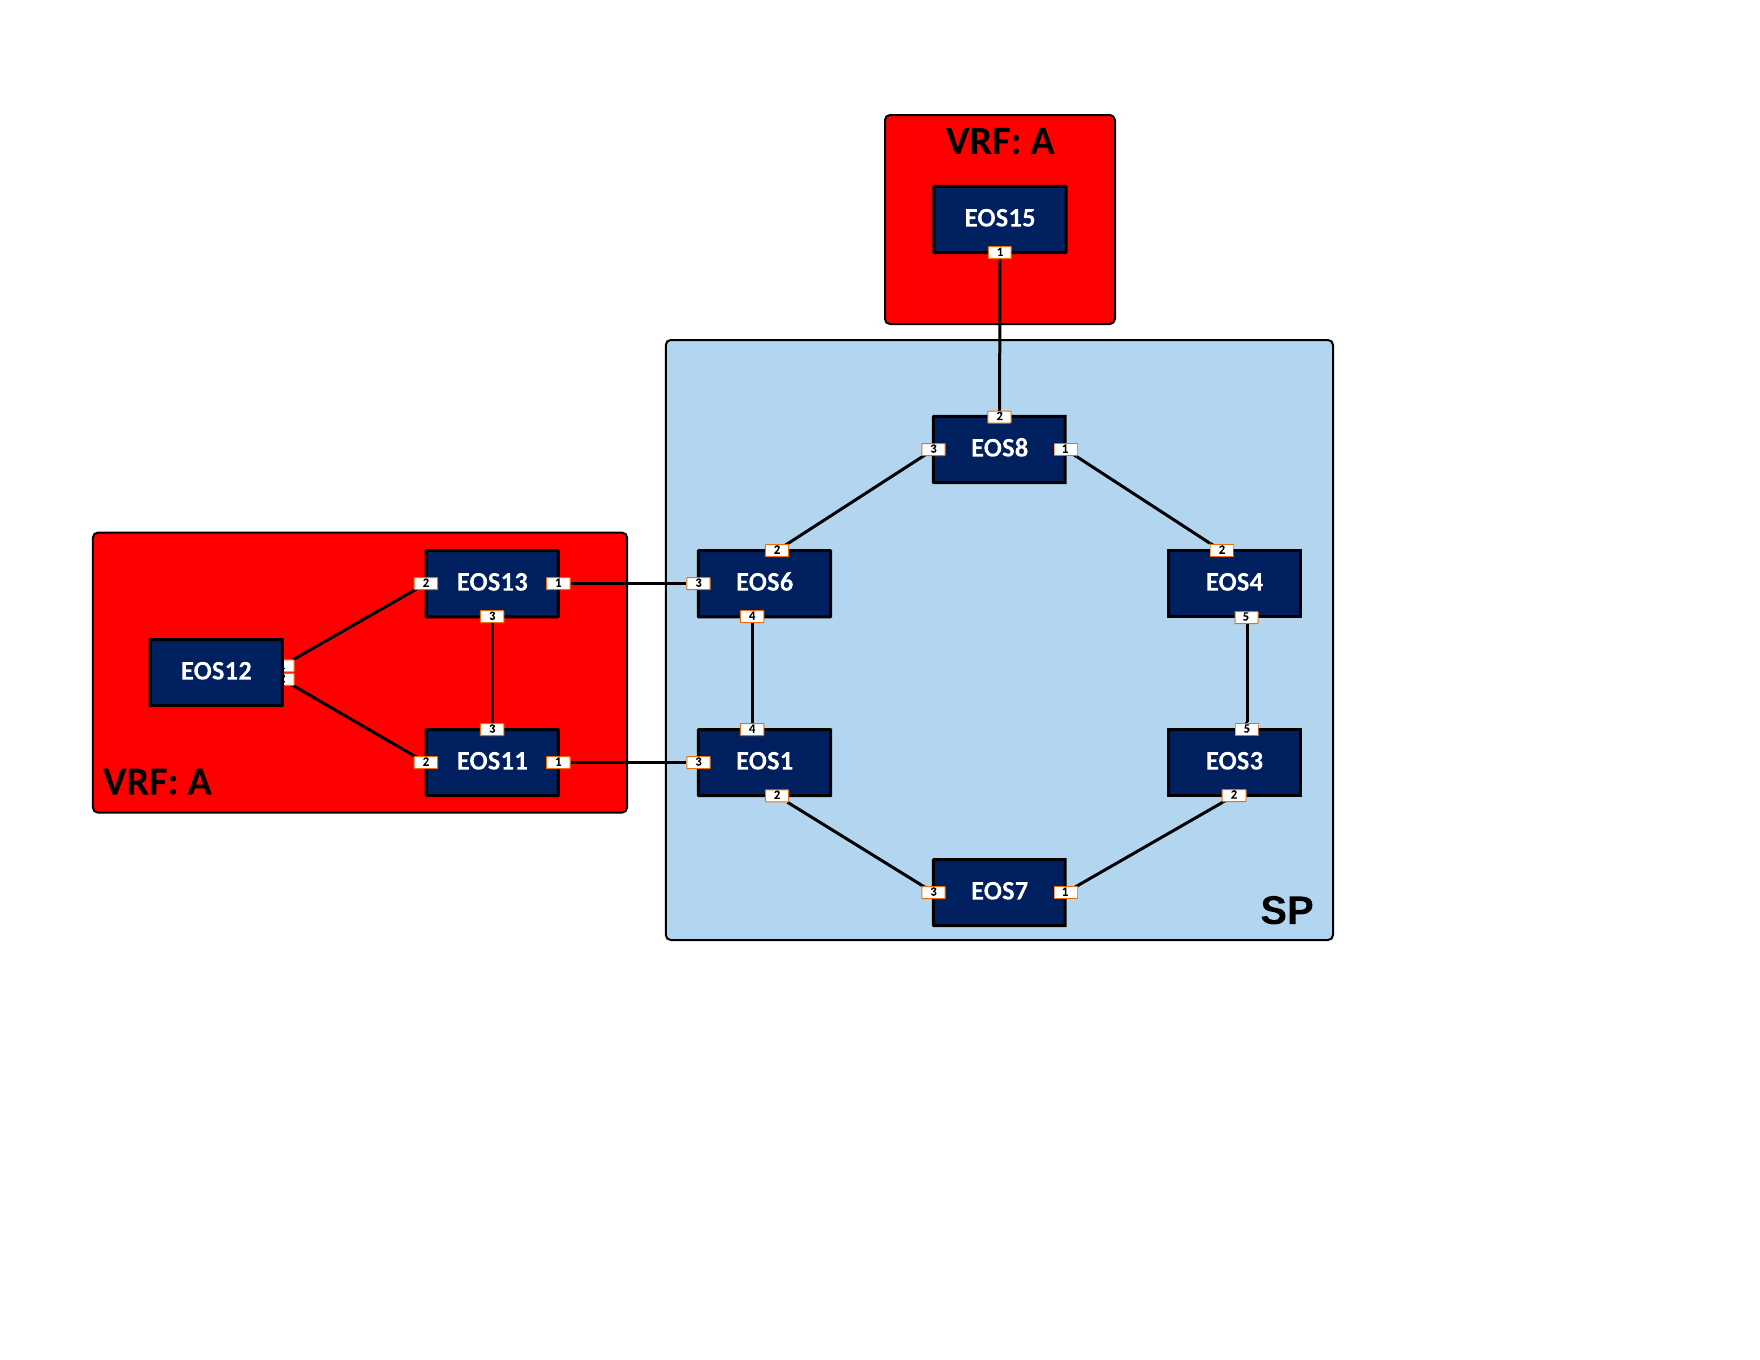 VRF: A
EOS15
1
2
3 EOS8 1
2
2
2 EOS13 1
3 EOS6
EOS4
3
4
5
EOS12
3
4
5
2 EOS11 1
3 EOS1
EOS3
VRF: A
2
2
3 EOS7 1
SP